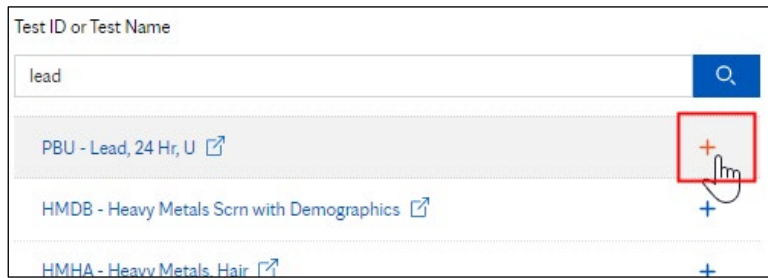 Test ID or Test Name
lead
PBU - Lead, 24 Hr, U
HMDB - Heavy Metals Scrn with Demographics
HMHA - Heavy Metals, Hair